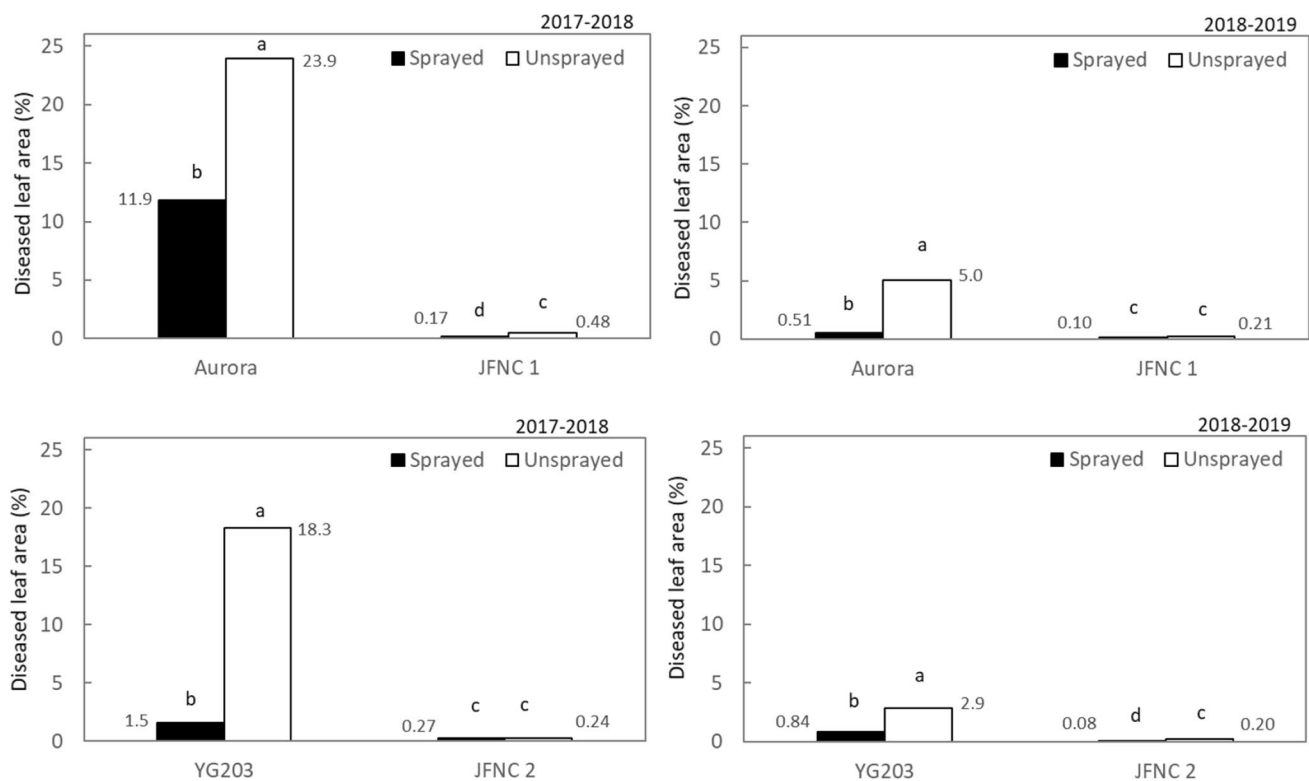 2017-2018
Diseased leaf area (%)
25
20
15
10
5
0
Sprayed Unsprayed
a
23.9
b
11.9
d c
0.17 0.48
Aurora JFNC 1
2018-2019
Diseased leaf area (%)
25
20
15
10
5
0
Sprayed Unsprayed
a
5.0
b
0.51
c c
0.10 0.21
Aurora JFNC 1
2017-2018
Diseased leaf area (%)
25
20
15
10
5
0
Sprayed Unsprayed
a
18.3
b
1.5
c c
0.27 0.24
YG203 JFNC 2
2018-2019
Diseased leaf area (%)
25
20
15
10
5
0
Sprayed Unsprayed
a
2.9
b
0.84
d c
0.08 0.20
YG203 JFNC 2